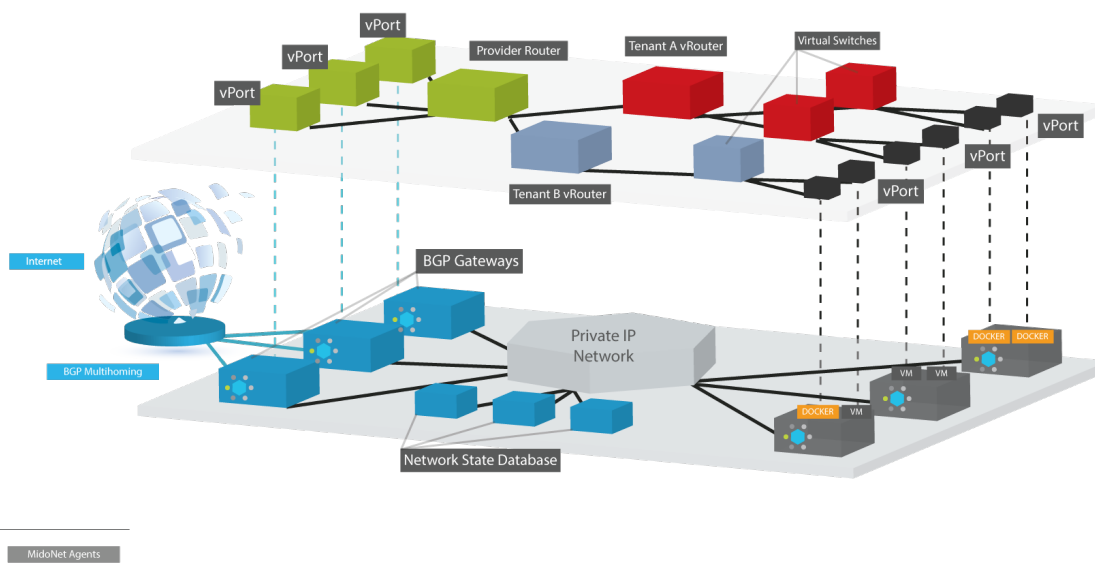 vPort
vPort
vPort
Provider Router
Tenant A vRouter
Virtual Switches
vPort
vPort
vPort
Tenant B vRouter
Internet
BGP Gateways
Private IP
Network
BGP Multihoming
DOCKER
DOCKER
VM
VM
DOCKER
VM
Network State Database
MidoNet Agents